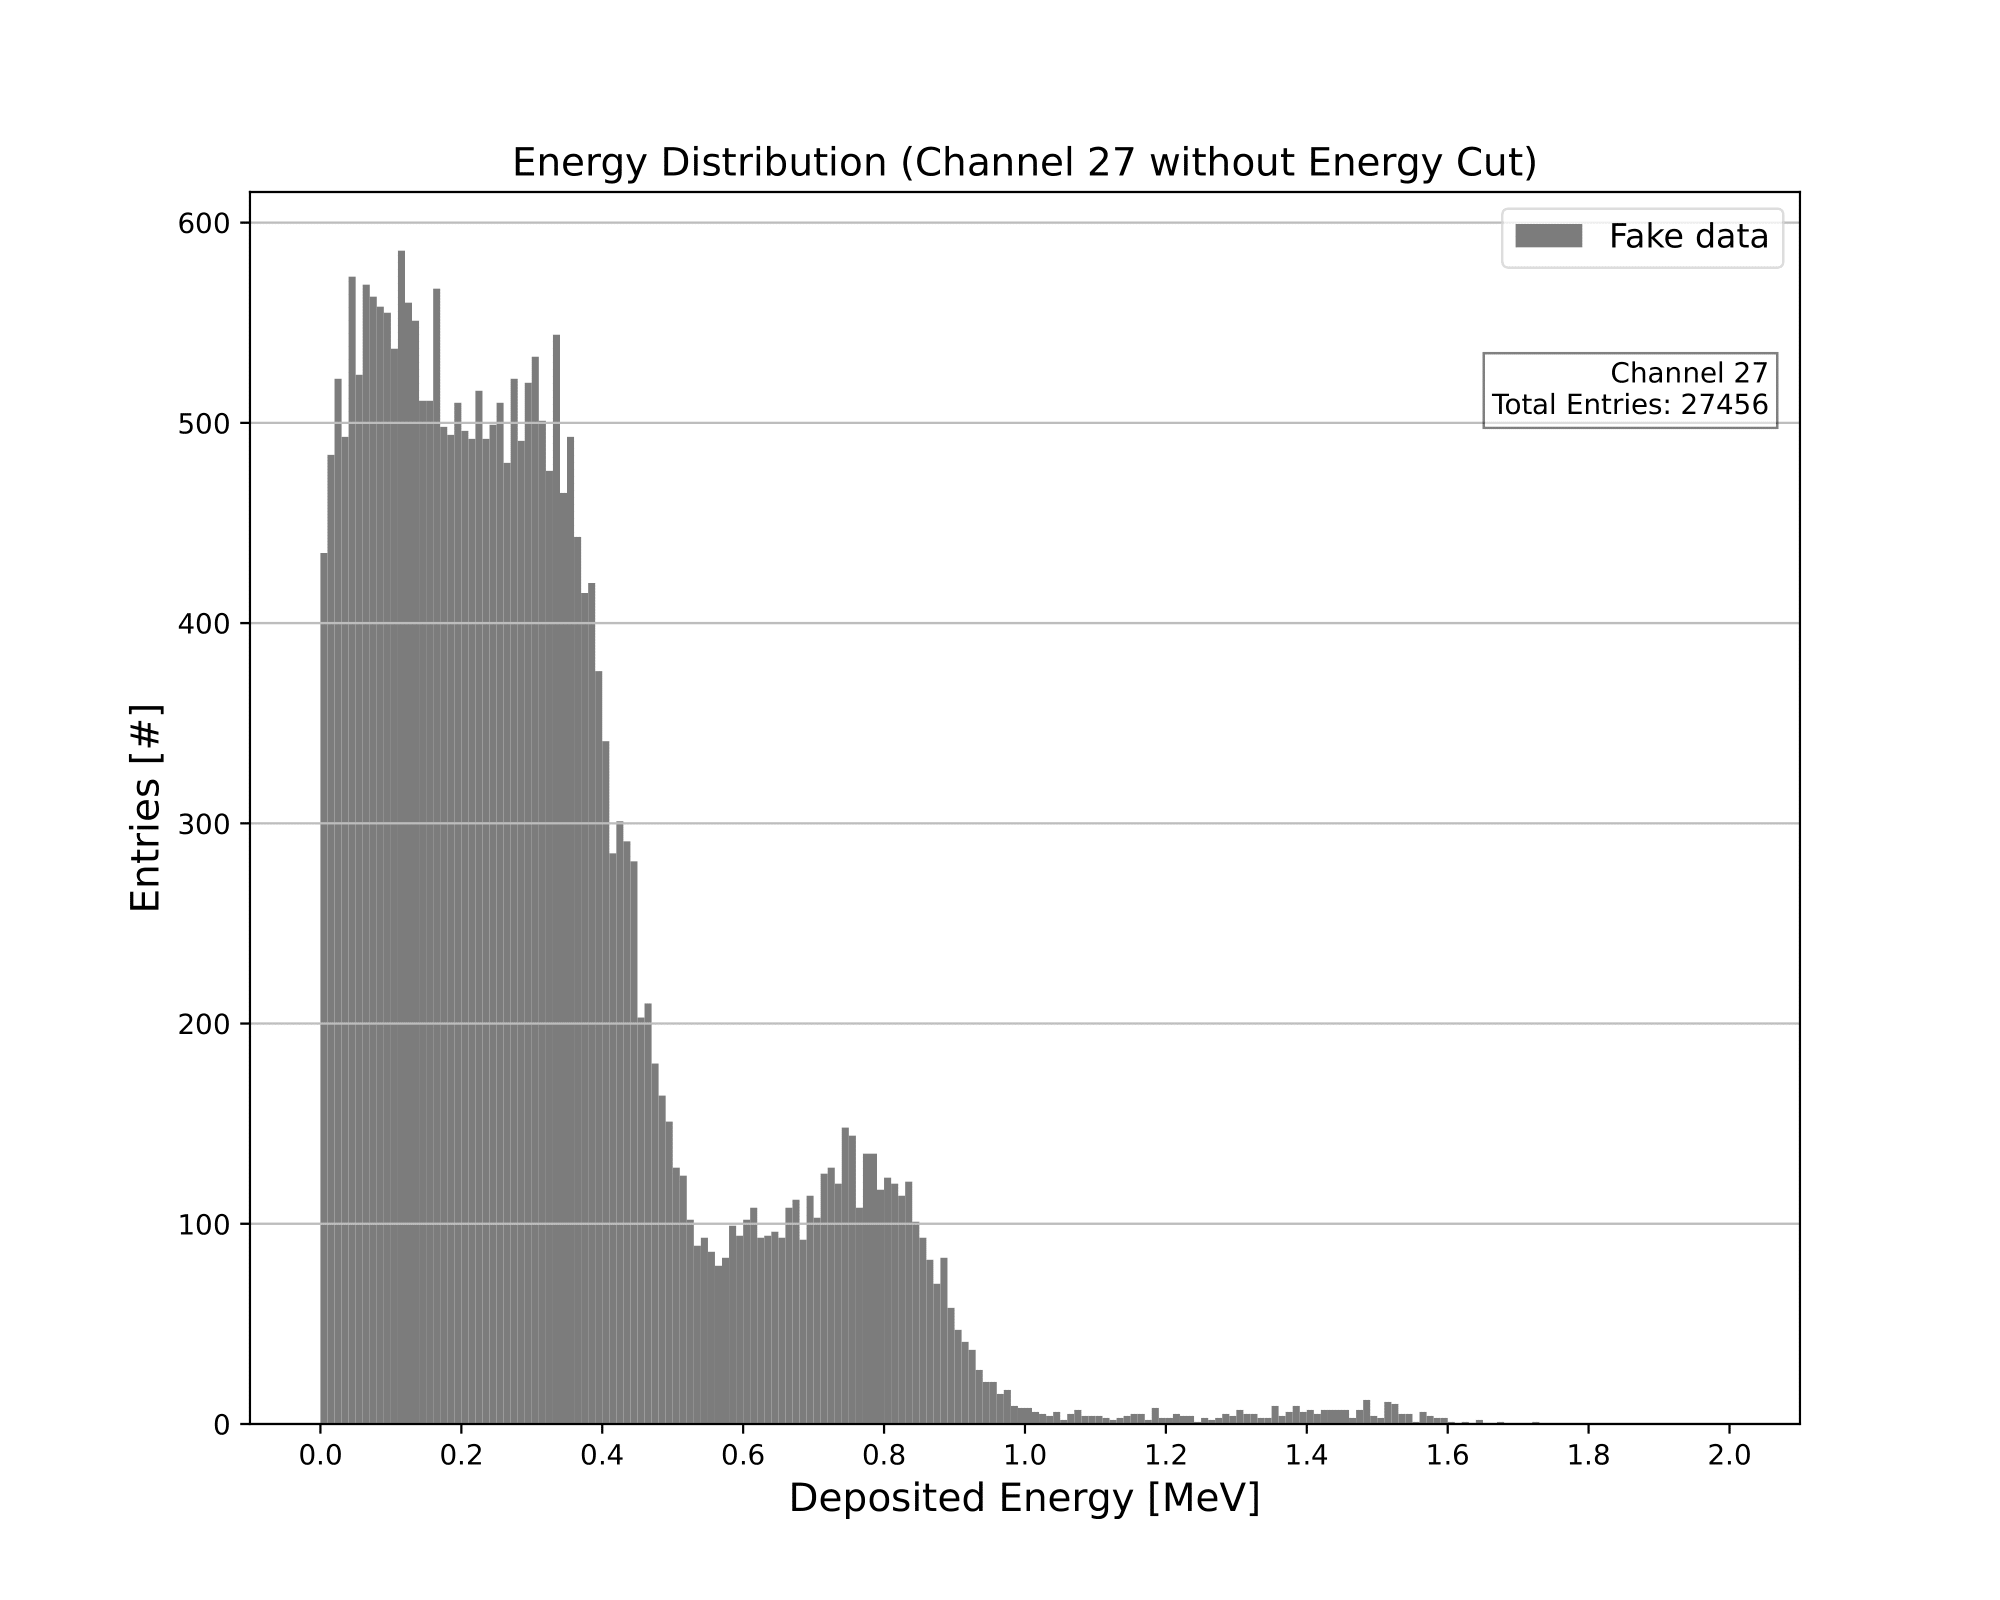 Energy Distribution (Channel 27 without Energy Cut)
Fake data
Channel 27
Total Entries: 27456
Entries [#]
600
500
400
300
200
100
0
0.0 0.2 0.4 0.6 0.8 1.0 1.2 1.4 1.6 1.8 2.0
Deposited Energy [MeV]